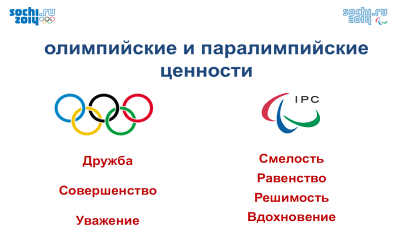 sochi.ru
2014
sochi.ru
2014
олимпийские и паралимпийские
ценности
IPC
Дружба
Совершенство
Уважение
Смелость
Равенство
Решимость
Вдохновение